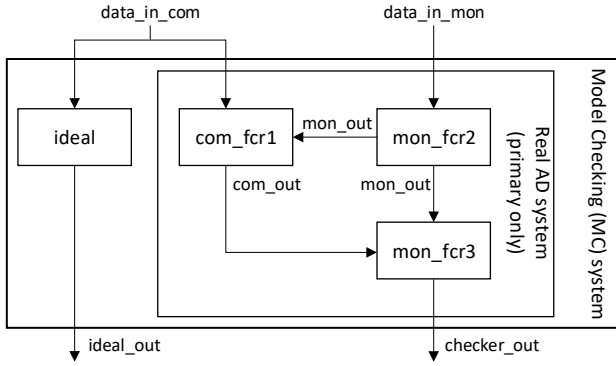 data_in_com
data_in_mon
ideal
com_fcr1
mon_out
mon_fcr2
com_out
mon_out
mon_fcr3
Real AD system
(primary only)
Model Checking (MC) system
ideal_out
checker_out